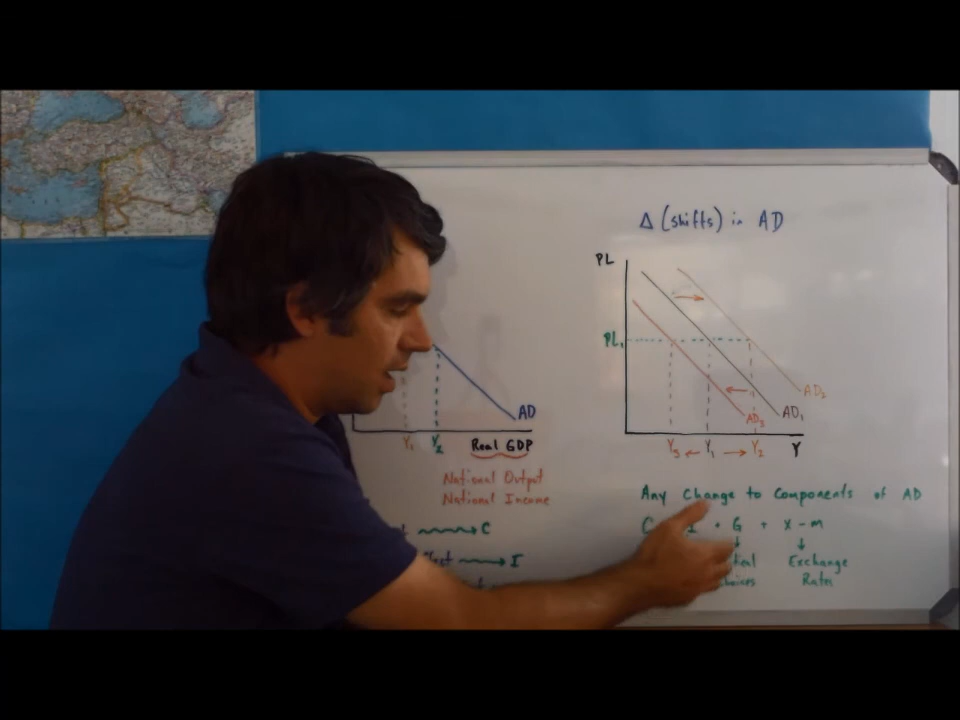 Δ (shifts) in AD
PL
PL₁
AD₂
AD₁
AD₃
Y₃ ← Y₁ → Y₂ Y
AD
Y₁ Y₂ Real GDP
National Output
National Income
C
I
Any Change to Components of AD
C I + G + X - M
Exchange
Rates